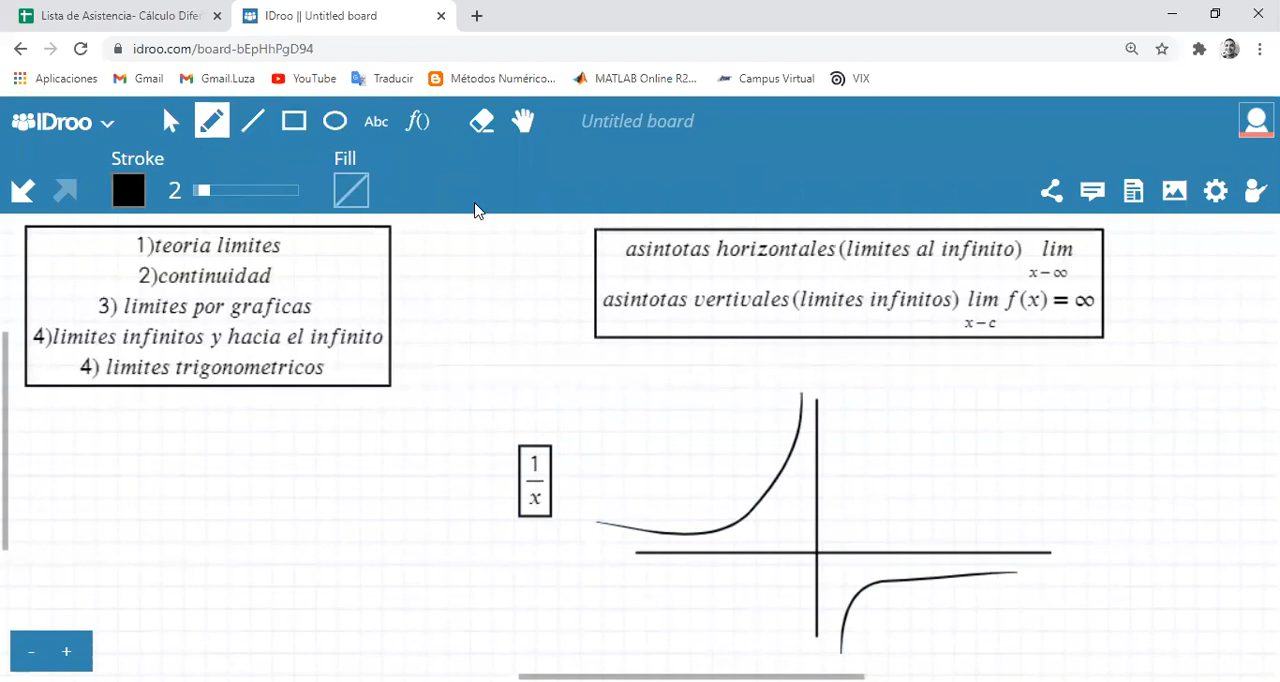 Lista de Asistencia- Cálculo Difer
IDroo || Untitled board
idroo.com/board-bEpHhPgD94
Aplicaciones
Gmail
Gmail.Luza
YouTube
Traducir
Métodos Numérico...
MATLAB Online R2...
Campus Virtual
VIX
IDroo
Abc
f()
Untitled board
Stroke
Fill
2
1)teoria limites
2)continuidad
3) limites por graficas
4)limites infinitos y hacia el infinito
4) limites trigonometricos
asintotas horizontales(limites al infinito) lim
x−∞
asintotas vertivales(limites infinitos) lim f(x) = ∞
x−c
1
x
- +